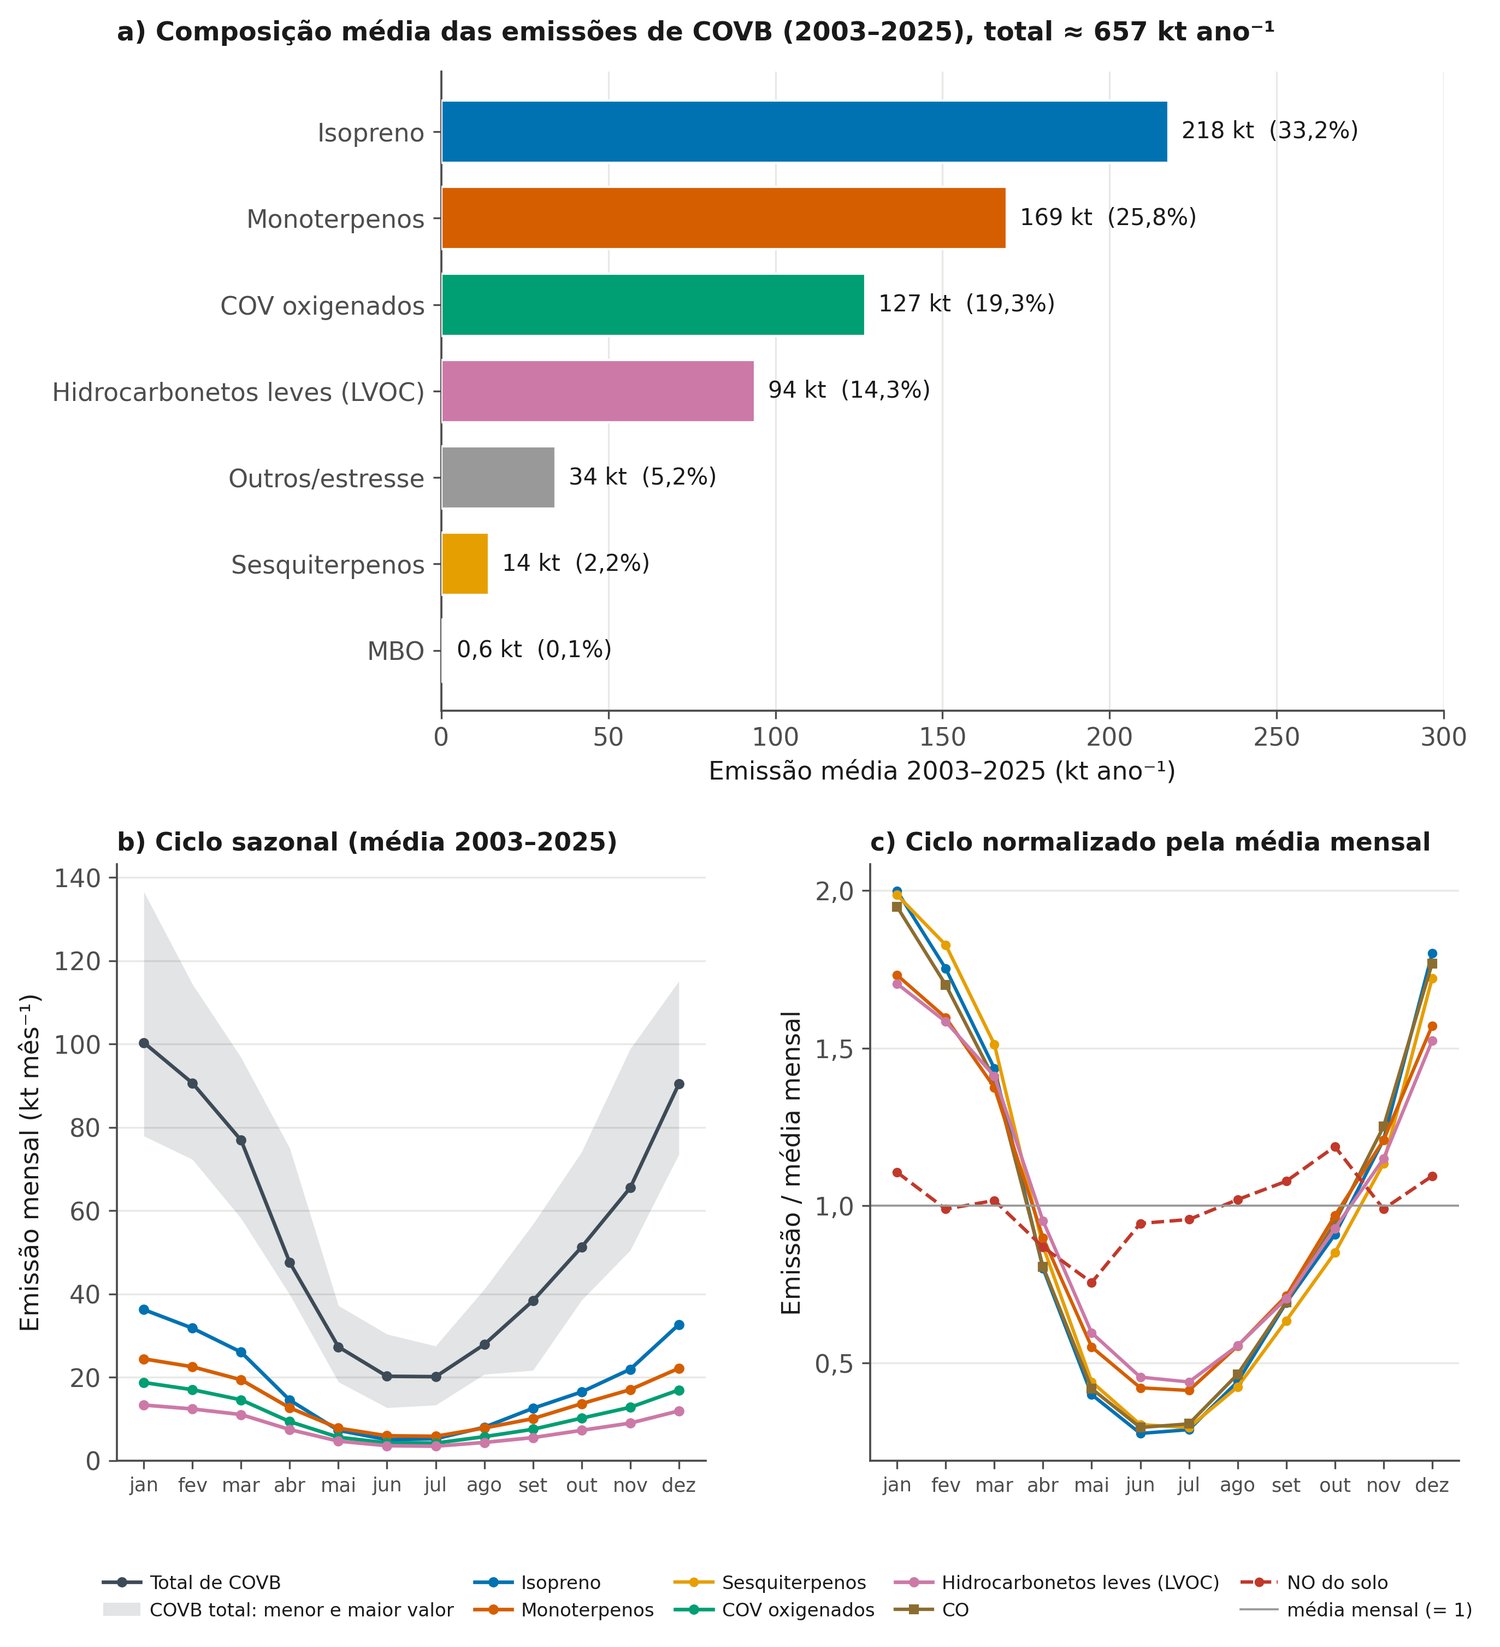 a) Composição média das emissões de COVB (2003–2025), total ≈ 657 kt ano⁻¹
Isopreno
218 kt (33,2%)
Monoterpenos
169 kt (25,8%)
COV oxigenados
127 kt (19,3%)
Hidrocarbonetos leves (LVOC)
94 kt (14,3%)
Outros/estresse
34 kt (5,2%)
Sesquiterpenos
14 kt (2,2%)
MBO
0,6 kt (0,1%)
0 50 100 150 200 250 300
Emissão média 2003–2025 (kt ano⁻¹)
b) Ciclo sazonal (média 2003–2025)
Emissão mensal (kt mês⁻¹)
140
120
100
80
60
40
20
0
jan fev mar abr mai jun jul ago set out nov dez
c) Ciclo normalizado pela média mensal
Emissão / média mensal
2,0
1,5
1,0
0,5
jan fev mar abr mai jun jul ago set out nov dez
Total de COVB
COVB total: menor e maior valor
Isopreno
Monoterpenos
Sesquiterpenos
COV oxigenados
Hidrocarbonetos leves (LVOC)
CO
NO do solo
média mensal (= 1)